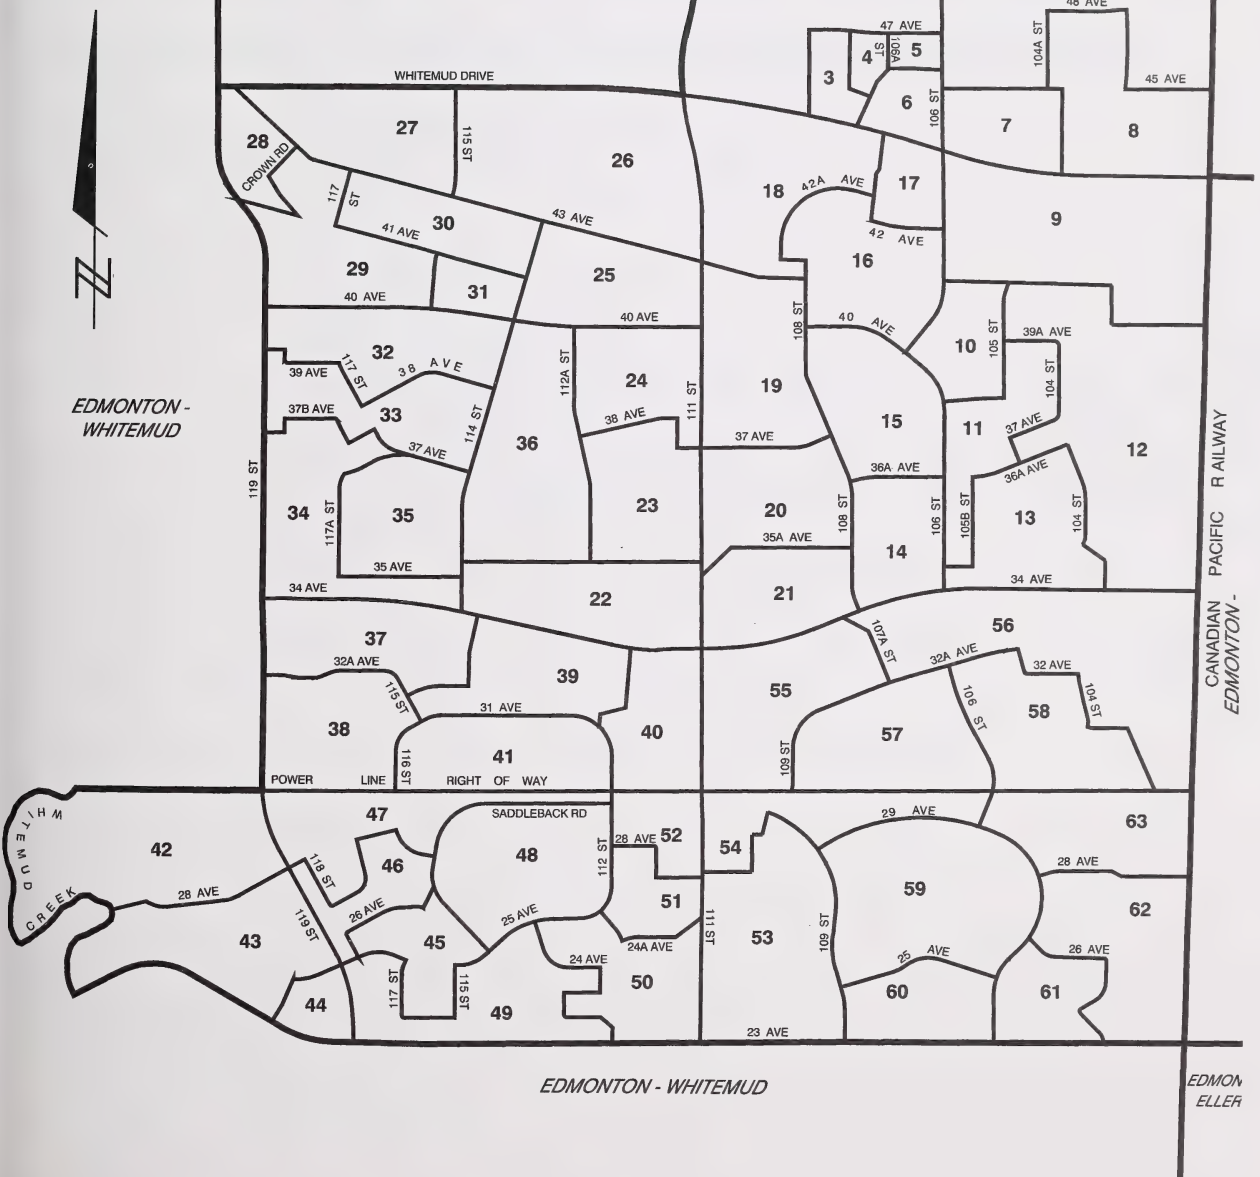 48 AVE
47 AVE
104A ST
4
ST
106A
5
45 AVE
WHITEMUD DRIVE
3
6
106 ST
7
8
27
28
115 ST
26
CROWN RD
117 ST
18
42A AVE
17
9
30
43 AVE
41 AVE
42 AVE
16
29
31
25
40 AVE
40 AVE
108 ST
40 AVE
105 ST
39A AVE
10
32
39 AVE
117 ST
38 AVE
112A ST
24
111 ST
19
104 ST
EDMONTON -
WHITEMUD
37B AVE
33
114 ST
38 AVE
37 AVE
15
11
37 AVE
12
CANADIAN PACIFIC RAILWAY
37 AVE
36
36A AVE
36A AVE
119 ST
34
117A ST
35
23
20
108 ST
106 ST
105B ST
13
104 ST
35A AVE
14
35 AVE
34 AVE
34 AVE
22
21
EDMONTON -
37
107A ST
56
32A AVE
32A AVE
32 AVE
39
55
115 ST
31 AVE
106 ST
58
104 ST
38
40
57
41
116 ST
109 ST
POWER LINE RIGHT OF WAY
WHITEMUD CREEK
47
SADDLEBACK RD
29 AVE
63
42
28 AVE
52
54
112 ST
46
48
118 ST
28 AVE
28 AVE
59
51
62
26 AVE
25 AVE
119 ST
43
45
24A AVE
111 ST
53
109 ST
25 AVE
26 AVE
24 AVE
50
117 ST
115 ST
44
49
60
61
23 AVE
EDMONTON - WHITEMUD
EDMON
ELLER